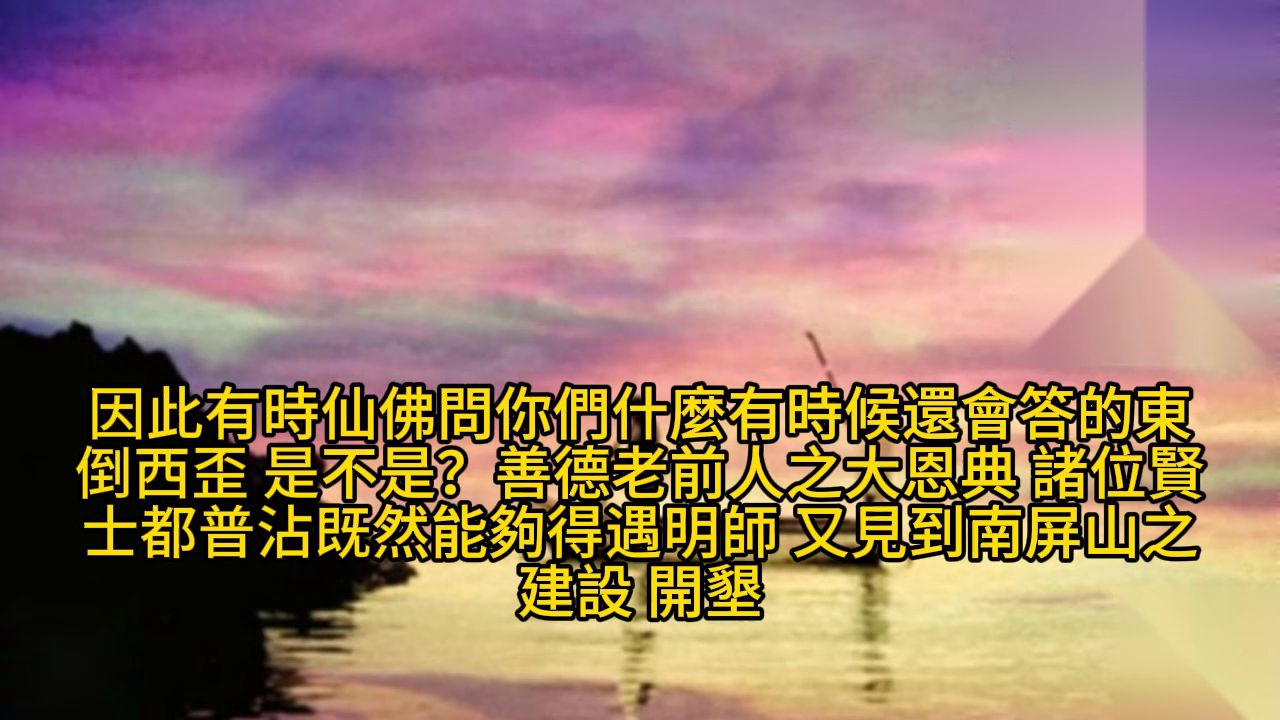 因此有時仙佛問你們什麼有時候還會答的東
倒西歪 是不是？善德老前人之大恩典 諸位賢
士都普沾既然能夠得遇明師 又見到南屏山之
建設 開墾